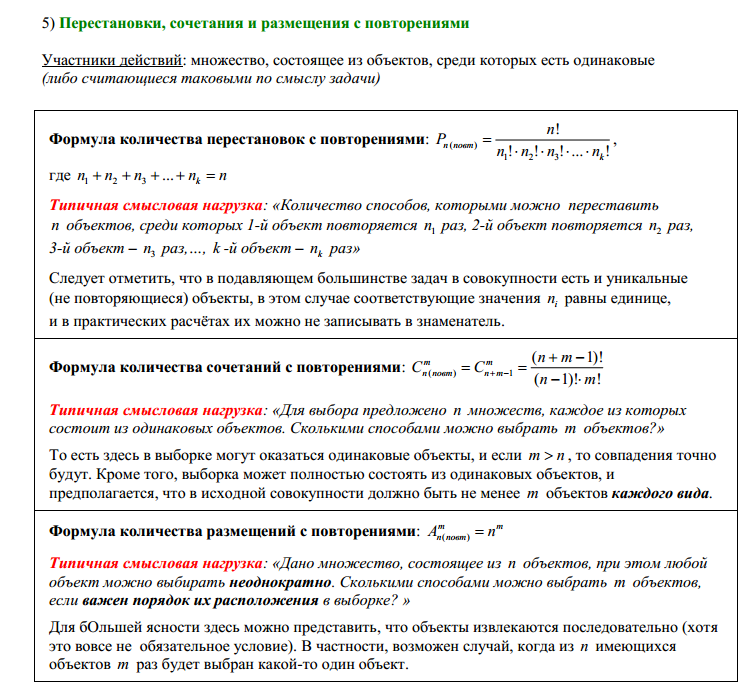 5) Перестановки, сочетания и размещения с повторениями
Участники действий: множество, состоящее из объектов, среди которых есть одинаковые
(либо считающиеся таковыми по смыслу задачи)
Формула количества перестановок с повторениями: P_{n(повт)} = n! / (n_1! · n_2! · n_3! · ... · n_k!) ,
где n_1 + n_2 + n_3 + ... + n_k = n
Типичная смысловая нагрузка: «Количество способов, которыми можно переставить
n объектов, среди которых 1-й объект повторяется n_1 раз, 2-й объект повторяется n_2 раз,
3-й объект – n_3 раз,…, k -й объект – n_k раз»
Следует отметить, что в подавляющем большинстве задач в совокупности есть и уникальные
(не повторяющиеся) объекты, в этом случае соответствующие значения n_i равны единице,
и в практических расчётах их можно не записывать в знаменатель.
Формула количества сочетаний с повторениями: C^m_{n(повт)} = C^m_{n+m−1} = (n + m − 1)! / ((n − 1)!· m!)
Типичная смысловая нагрузка: «Для выбора предложено n множеств, каждое из которых
состоит из одинаковых объектов. Сколькими способами можно выбрать m объектов?»
То есть здесь в выборке могут оказаться одинаковые объекты, и если m > n , то совпадения точно
будут. Кроме того, выборка может полностью состоять из одинаковых объектов, и
предполагается, что в исходной совокупности должно быть не менее m объектов каждого вида.
Формула количества размещений с повторениями: A^m_{n(повт)} = n^m
Типичная смысловая нагрузка: «Дано множество, состоящее из n объектов, при этом любой
объект можно выбирать неоднократно. Сколькими способами можно выбрать m объектов,
если важен порядок их расположения в выборке? »
Для бОльшей ясности здесь можно представить, что объекты извлекаются последовательно (хотя
это вовсе не обязательное условие). В частности, возможен случай, когда из n имеющихся
объектов m раз будет выбран какой-то один объект.